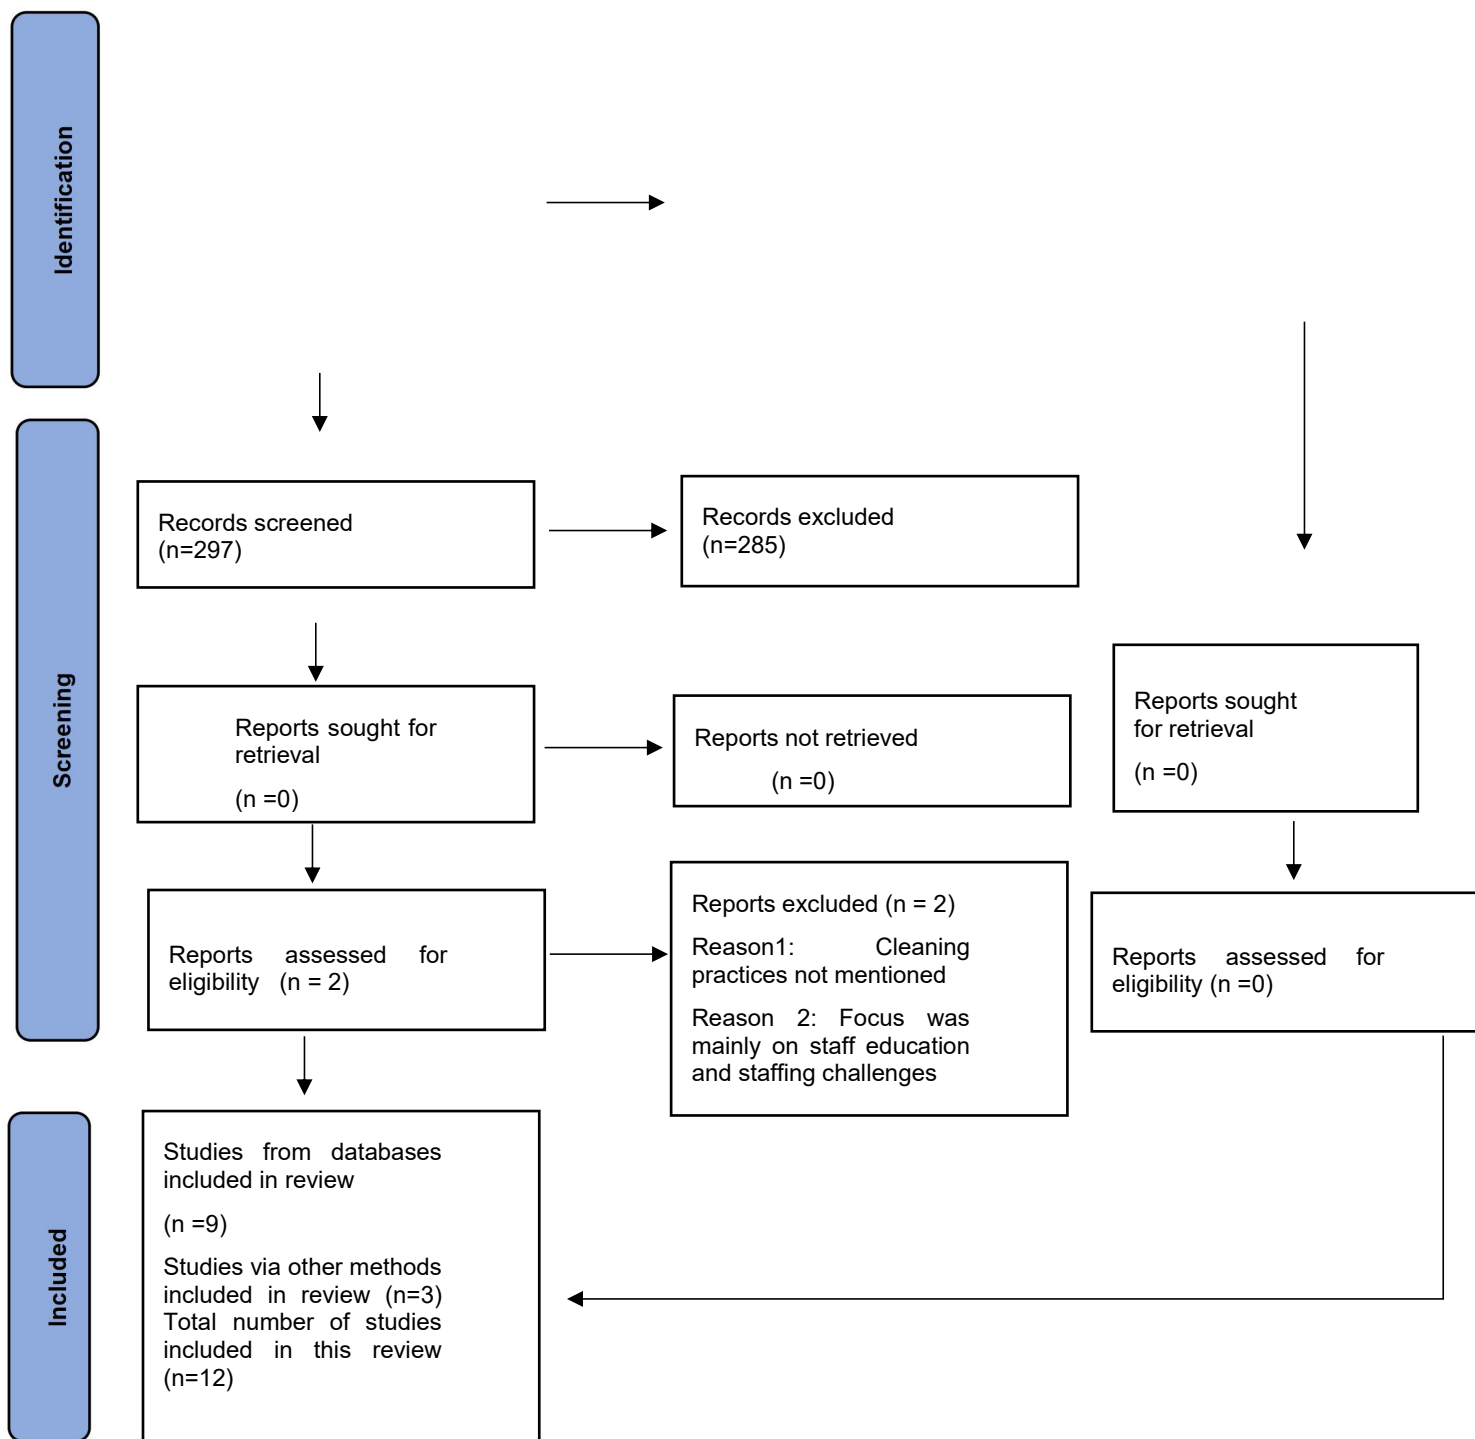 Identification
Screening
Included
Records screened
(n=297)
Records excluded
(n=285)
Reports sought for
retrieval
(n =0)
Reports not retrieved
(n =0)
Reports sought
for retrieval
(n =0)
Reports assessed for
eligibility (n = 2)
Reports excluded (n = 2)
Reason1: Cleaning
practices not mentioned
Reason 2: Focus was
mainly on staff education
and staffing challenges
Reports assessed for
eligibility (n =0)
Studies from databases
included in review
(n =9)
Studies via other methods
included in review (n=3)
Total number of studies
included in this review
(n=12)